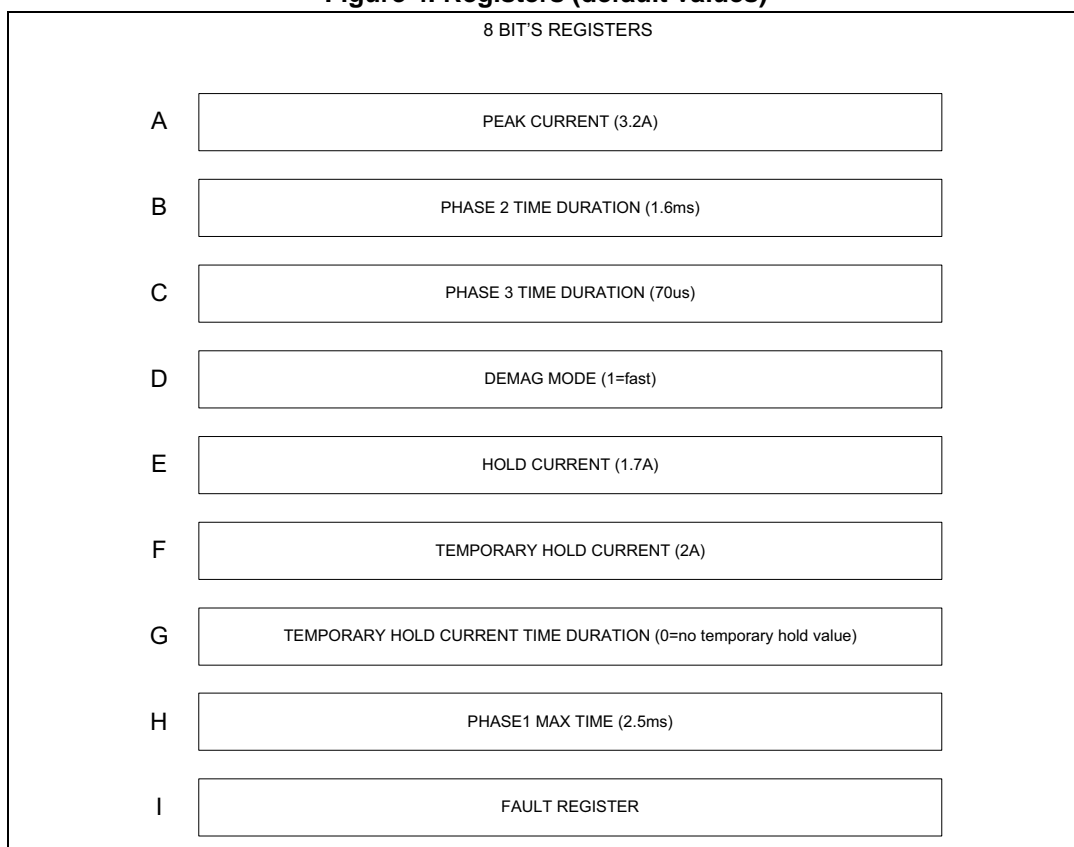 Figure 4. Registers (default values)
8 BIT'S REGISTERS
A PEAK CURRENT (3.2A)
B PHASE 2 TIME DURATION (1.6ms)
C PHASE 3 TIME DURATION (70us)
D DEMAG MODE (1=fast)
E HOLD CURRENT (1.7A)
F TEMPORARY HOLD CURRENT (2A)
G TEMPORARY HOLD CURRENT TIME DURATION (0=no temporary hold value)
H PHASE1 MAX TIME (2.5ms)
I FAULT REGISTER